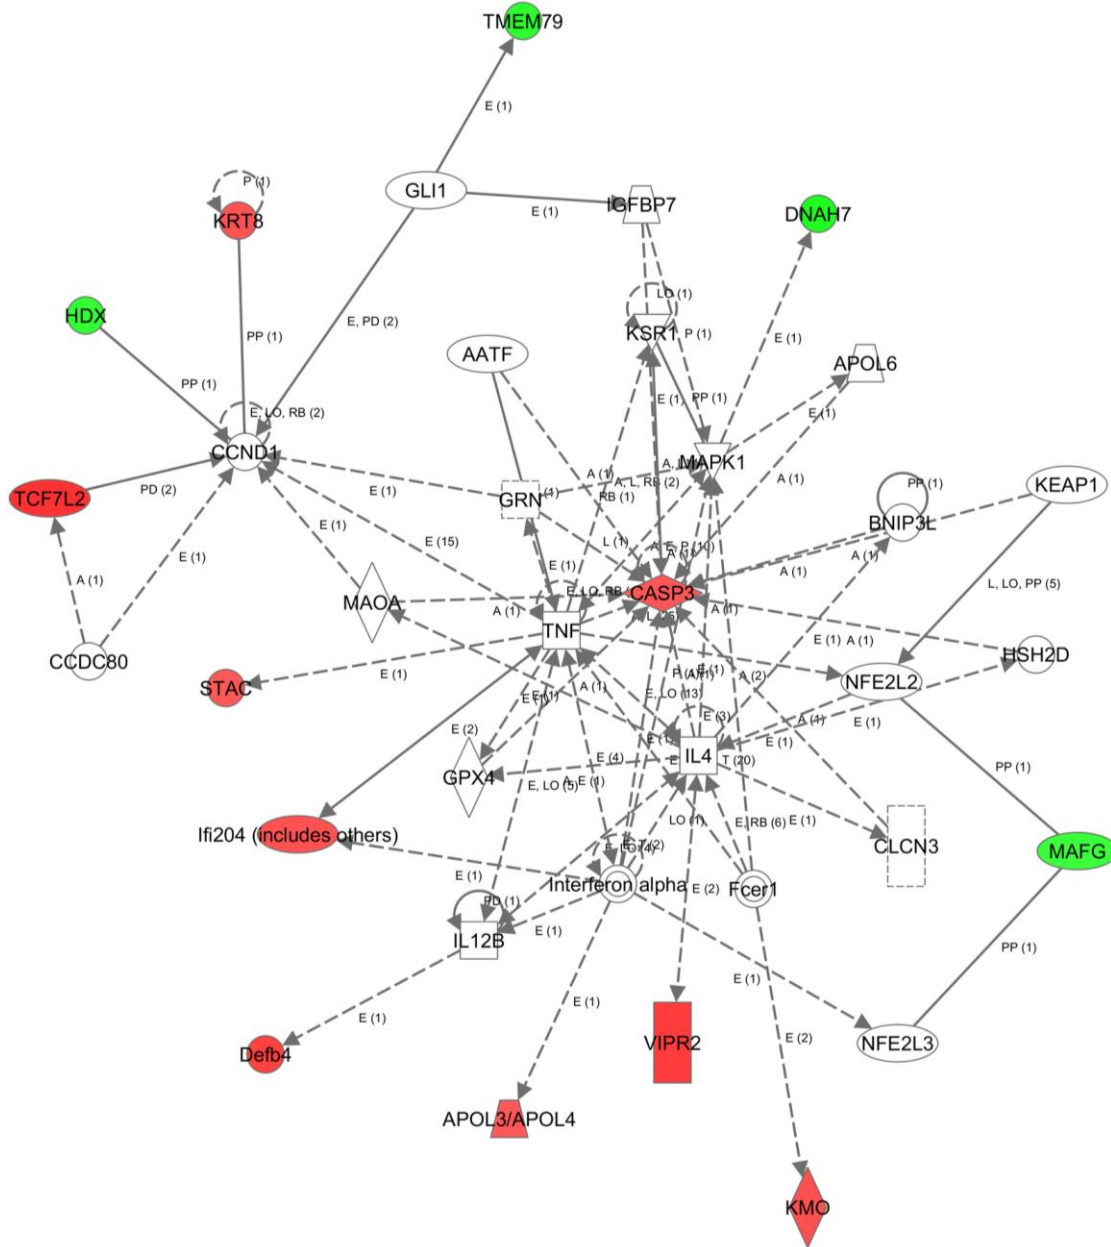 TMEM79
E (1)
GLI1
P (1)
KRT8
E (1)
IGFBP7
DNAH7
HDX
LO (1)
KSR1
P (1)
E (1)
E, PD (2)
PP (1)
AATF
APOL6
PP (1)
E (1)
PP (1)
E (1)
E, LO, RB (2)
CCND1
MAPK1
A (1)
A, L, RB (2)
A (1)
KEAP1
TCF7L2
PD (2)
E (1)
GRN
RB (1)
PP (1)
BNIP3L
E (1)
E (15)
L (1)
A (1)
A (1)
A (1)
E (1)
L, LO, PP (5)
MAOA
A (1)
E, LO, RB
CASP3
A (1)
TNF
E (1)
A (1)
HSH2D
CCDC80
STAC
E (1)
A (1)
E, LO (13)
A (2)
NFE2L2
E (2)
E (3)
A (1)
E (1)
E (1)
IL4
T (20)
GPX4
E (4)
E, LO (5)
PP (1)
Ifi204 (includes others)
LO (1)
E, RB (6)
E (1)
CLCN3
MAFG
E (1)
Interferon alpha
Fcer1
E (2)
PD (1)
E (1)
IL12B
PP (1)
E (1)
E (1)
E (1)
E (2)
Defb4
VIPR2
NFE2L3
APOL3/APOL4
KMO